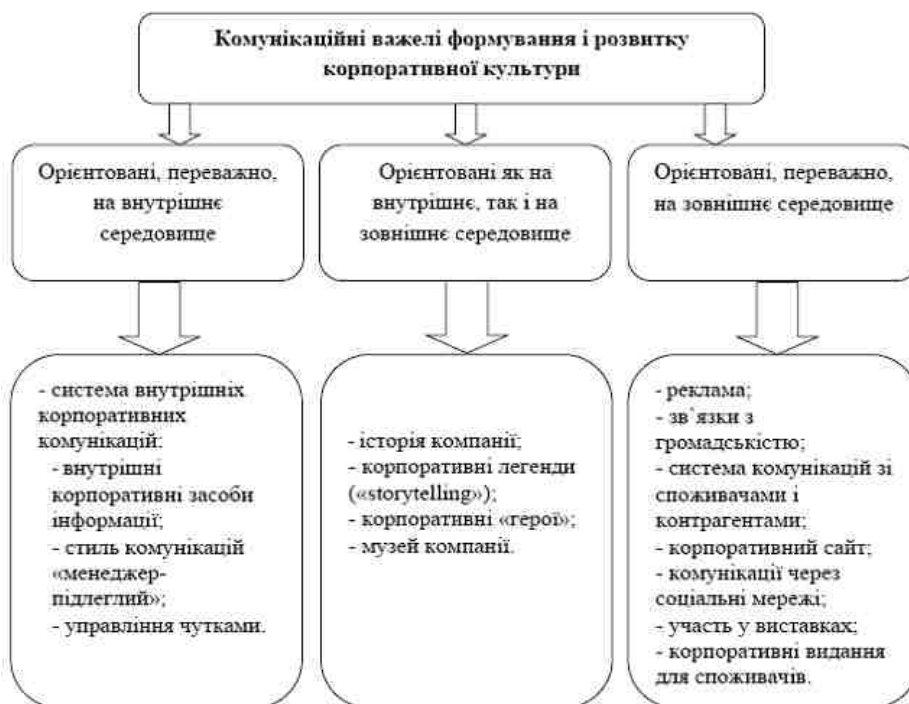 Комунікаційні важелі формування і розвитку
корпоративної культури
Орієнтовані, переважно,
на внутрішнє
середовище
Орієнтовані як на
внутрішнє, так і на
зовнішнє середовище
Орієнтовані, переважно,
на зовнішнє середовище
- система внутрішніх
корпоративних
комунікацій:
- внутрішні
корпоративні засоби
інформації;
- стиль комунікацій
«менеджер-
підлеглий»;
- управління чутками.
- історія компанії;
- корпоративні легенди
(«storytelling»);
- корпоративні «герої»;
- музей компанії.
- реклама;
- зв`язки з
громадськістю;
- система комунікацій зі
споживачами і
контрагентами;
- корпоративний сайт;
- комунікації через
соціальні мережі;
- участь у виставках;
- корпоративні видання
для споживачів.